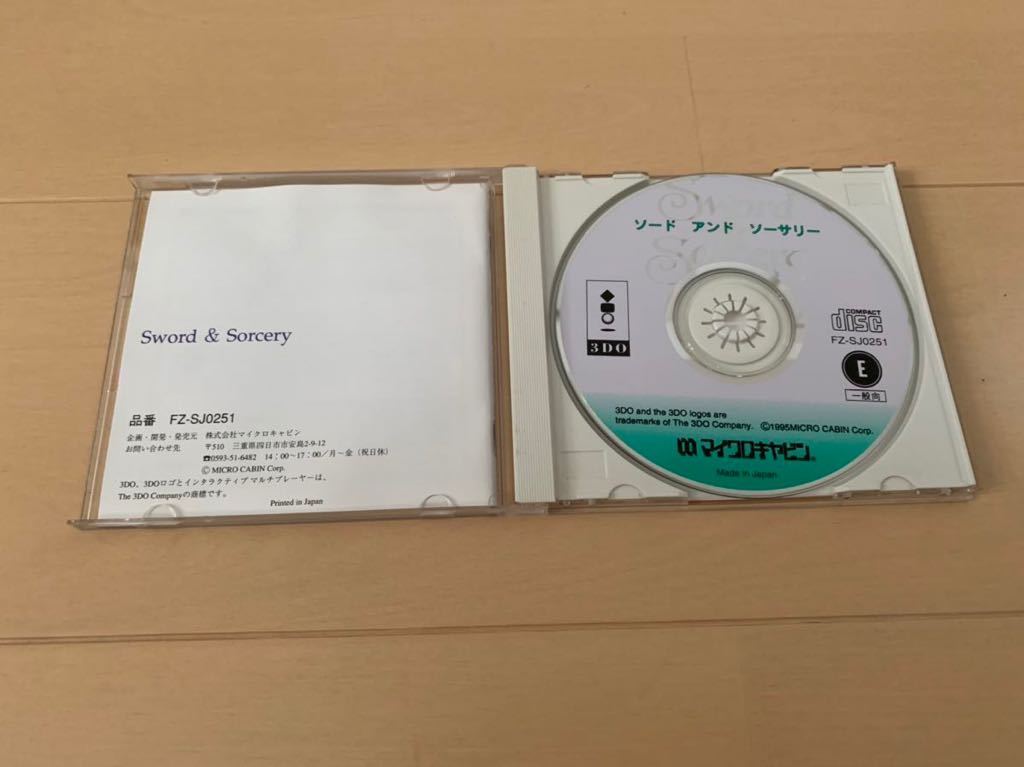 Sword & Sorcery
品番 FZ-SJ0251
企画・開発・発売元 株式会社マイクロキャビン
お問い合わせ先 〒510 三重県四日市市安島2-9-12
☎0593-51-6482 14:00～17:00/月～金（祝日休）
Ⓒ MICRO CABIN Corp.
3DO、3DOロゴとインタラクティブ マルチプレーヤーは、
The 3DO Companyの商標です。
Printed in Japan
Sword
ソード アンド ソーサリー
3DO
COMPACT
disc
FZ-SJ0251
E
一般向
3DO and the 3DO logos are
trademarks of The 3DO Company. Ⓒ1995MICRO CABIN Corp.
マイクロキャビン®
Made in Japan